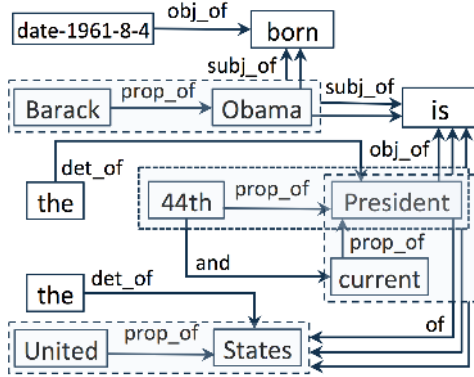 obj_of
date-1961-8-4 born
subj_of
Barack prop_of Obama subj_of
is
obj_of
det_of
the 44th prop_of President
prop_of
and current
the det_of
of
United prop_of States